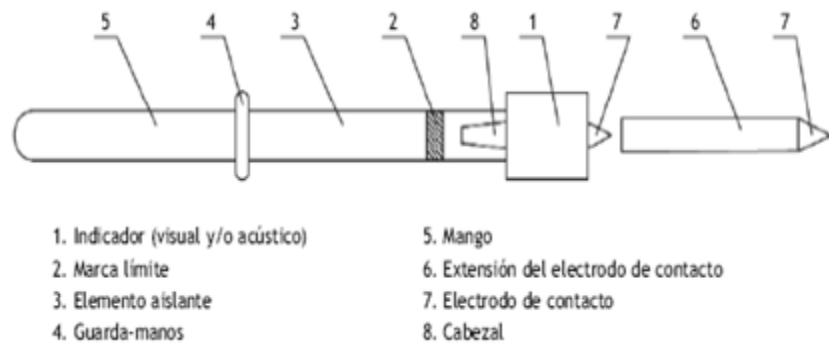 5 4 3 2 8 1 7 6 7
1. Indicador (visual y/o acústico)
2. Marca límite
3. Elemento aislante
4. Guarda-manos
5. Mango
6. Extensión del electrodo de contacto
7. Electrodo de contacto
8. Cabezal